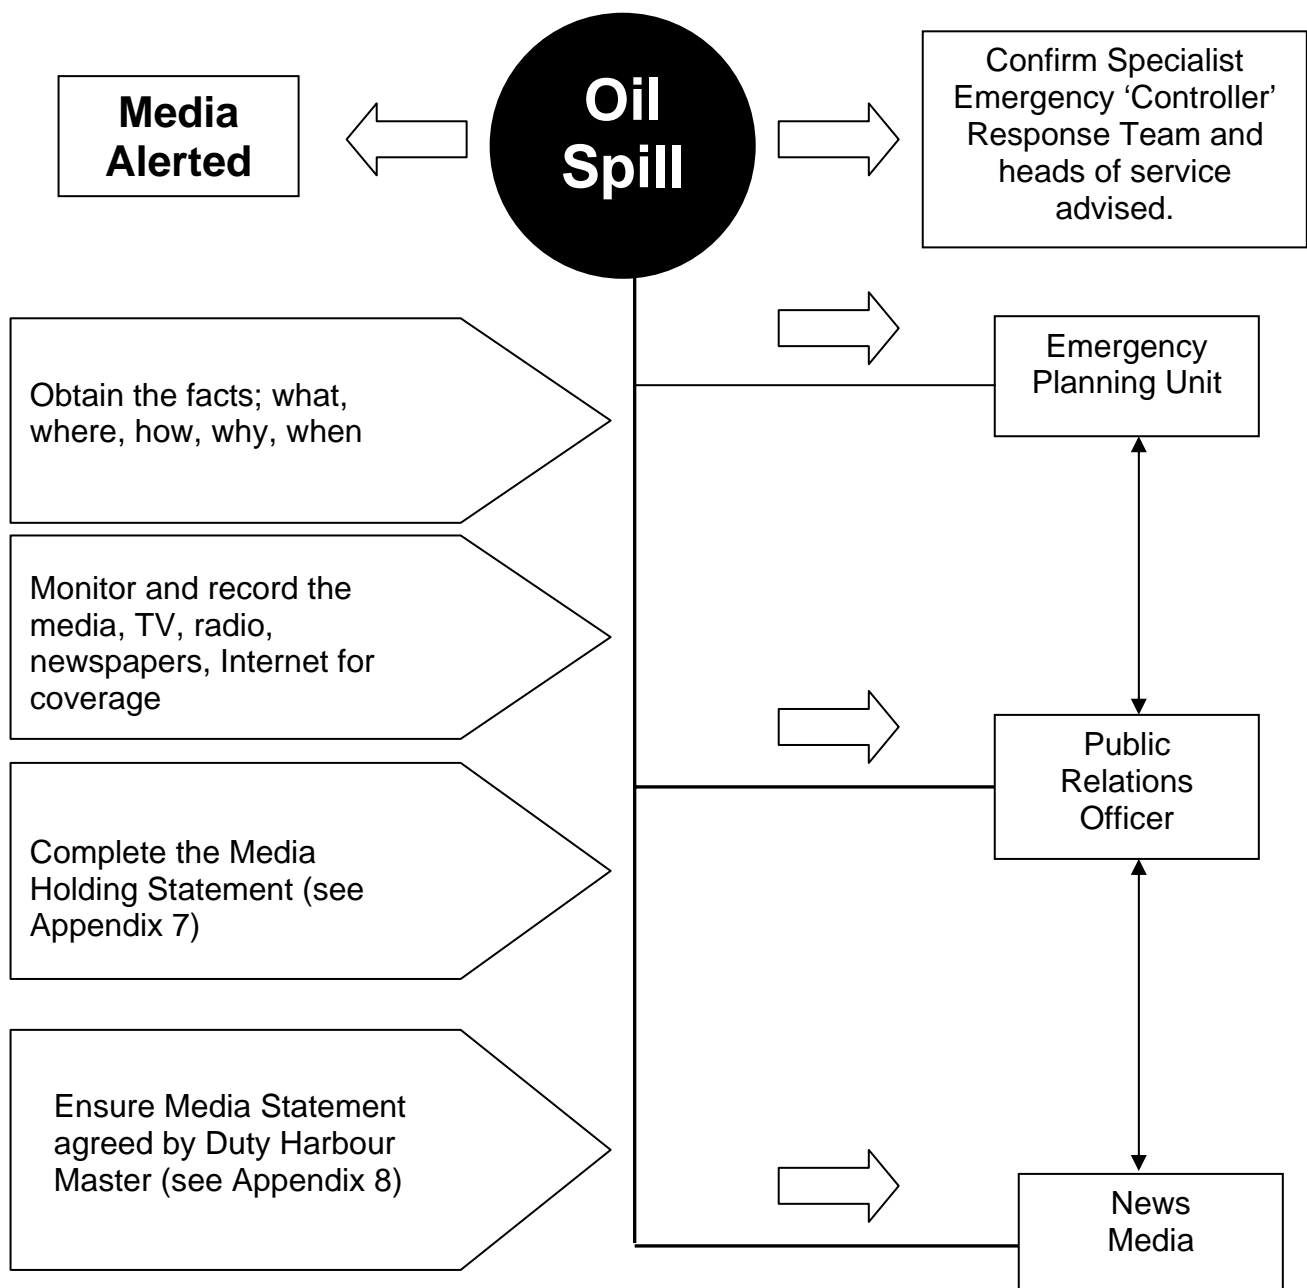 Media
Alerted
Oil
Spill
Confirm Specialist
Emergency ‘Controller’
Response Team and
heads of service
advised.
Obtain the facts; what,
where, how, why, when
Emergency
Planning Unit
Monitor and record the
media, TV, radio,
newspapers, Internet for
coverage
Public
Relations
Officer
Complete the Media
Holding Statement (see
Appendix 7)
Ensure Media Statement
agreed by Duty Harbour
Master (see Appendix 8)
News
Media